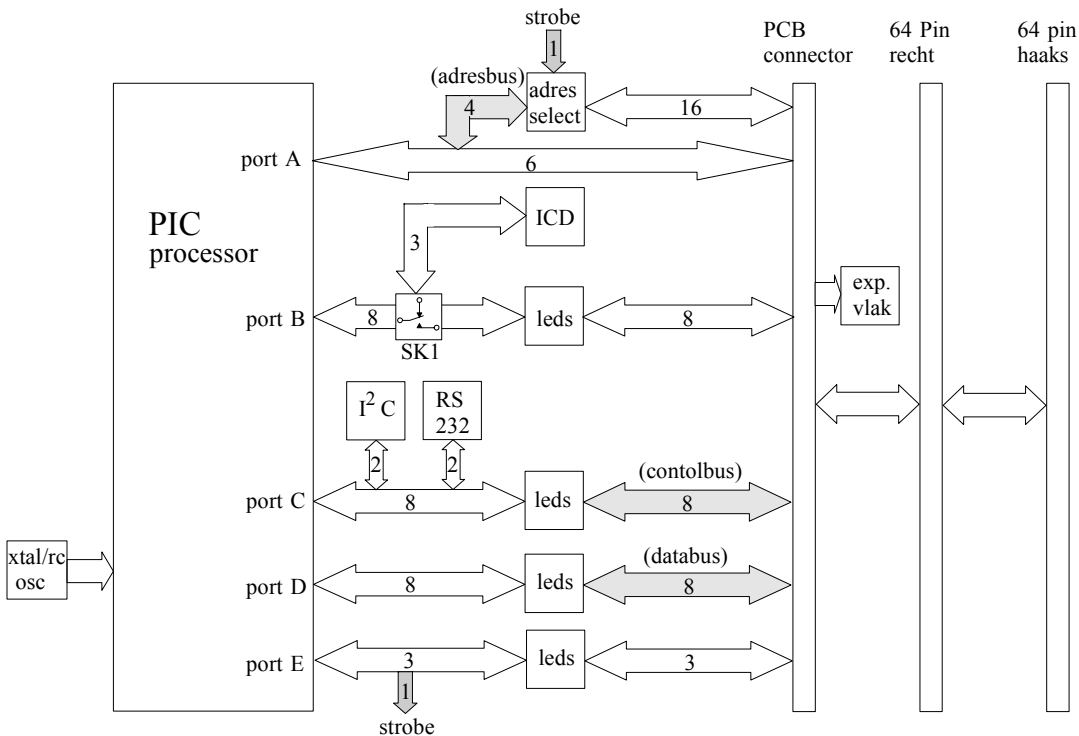 strobe
1
PCB
connector
64 Pin
recht
64 pin
haaks
(adresbus)
4
adres
select
16
port A
6
PIC
processor
3
ICD
port B
8
SK1
leds
8
exp.
vlak
I² C
RS
232
2
2
port C
8
leds
(contolbus)
8
xtal/rc
osc
port D
8
leds
(databus)
8
port E
3
leds
3
1
strobe